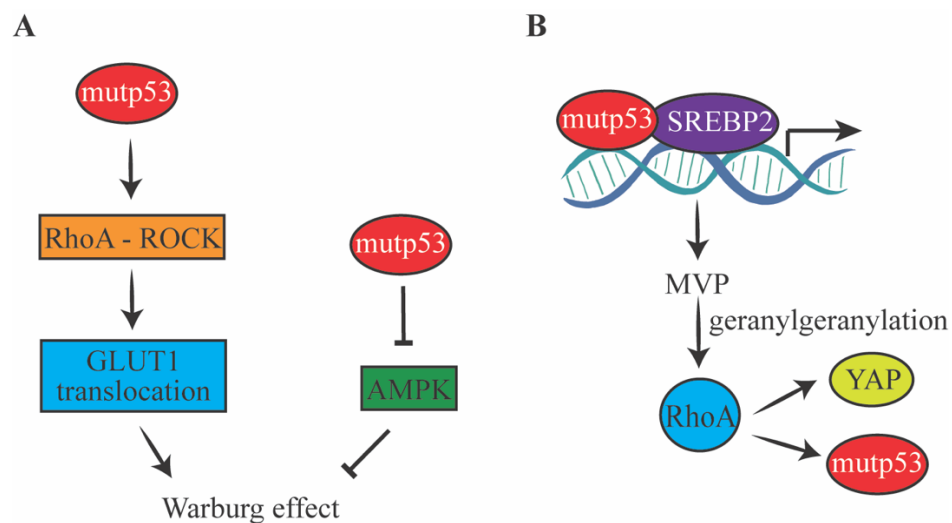 A
mutp53
RhoA - ROCK
GLUT1
translocation
mutp53
AMPK
Warburg effect
B
mutp53
SREBP2
MVP
geranylgeranylation
RhoA
YAP
mutp53